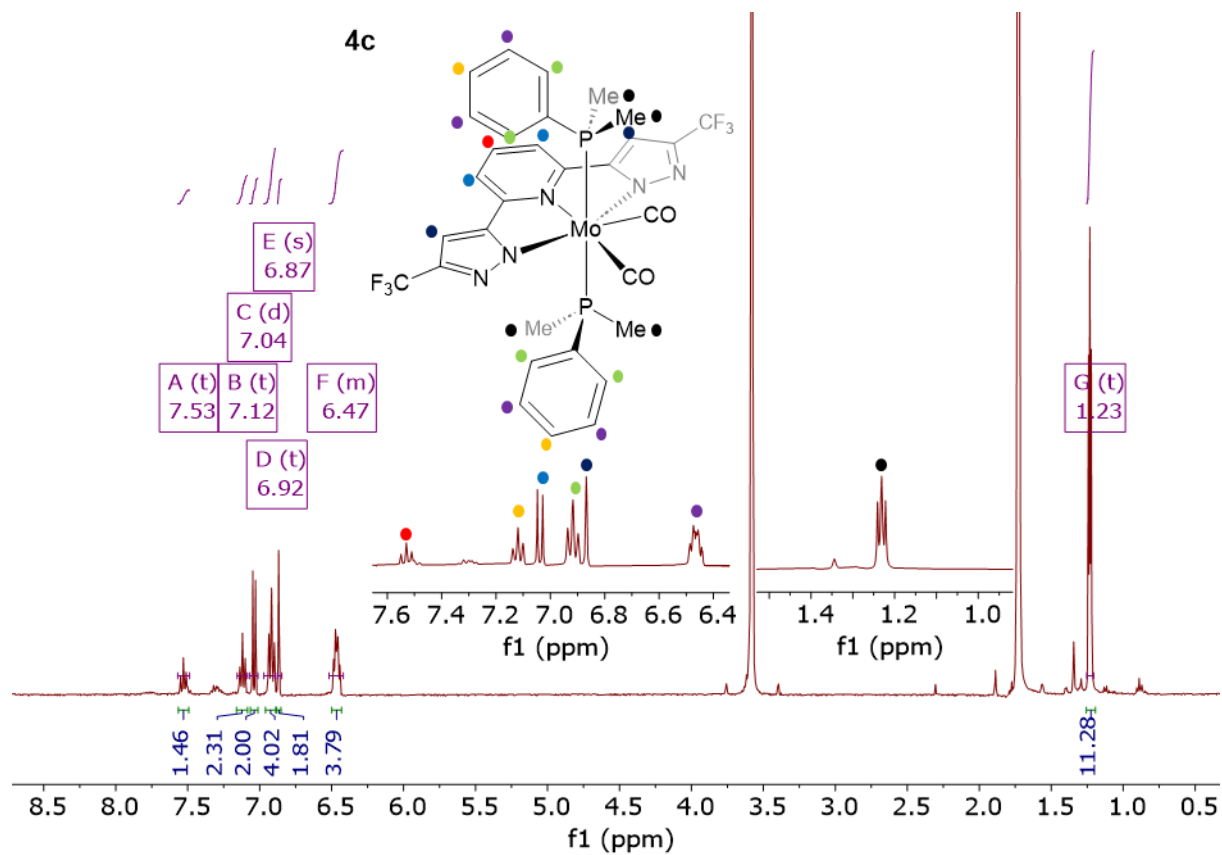 4c
Me
Me
P
CF3
N
N
N
Mo
CO
CO
N
N
F3C
P
Me
Me
E (s)
6.87
C (d)
7.04
A (t)
7.53
B (t)
7.12
F (m)
6.47
D (t)
6.92
G (t)
1.23
7.6 7.4 7.2 7.0 6.8 6.6 6.4
f1 (ppm)
1.4 1.2 1.0
f1 (ppm)
1.46
2.31
2.00
4.02
1.81
3.79
11.28
8.5 8.0 7.5 7.0 6.5 6.0 5.5 5.0 4.5 4.0 3.5 3.0 2.5 2.0 1.5 1.0 0.5
f1 (ppm)